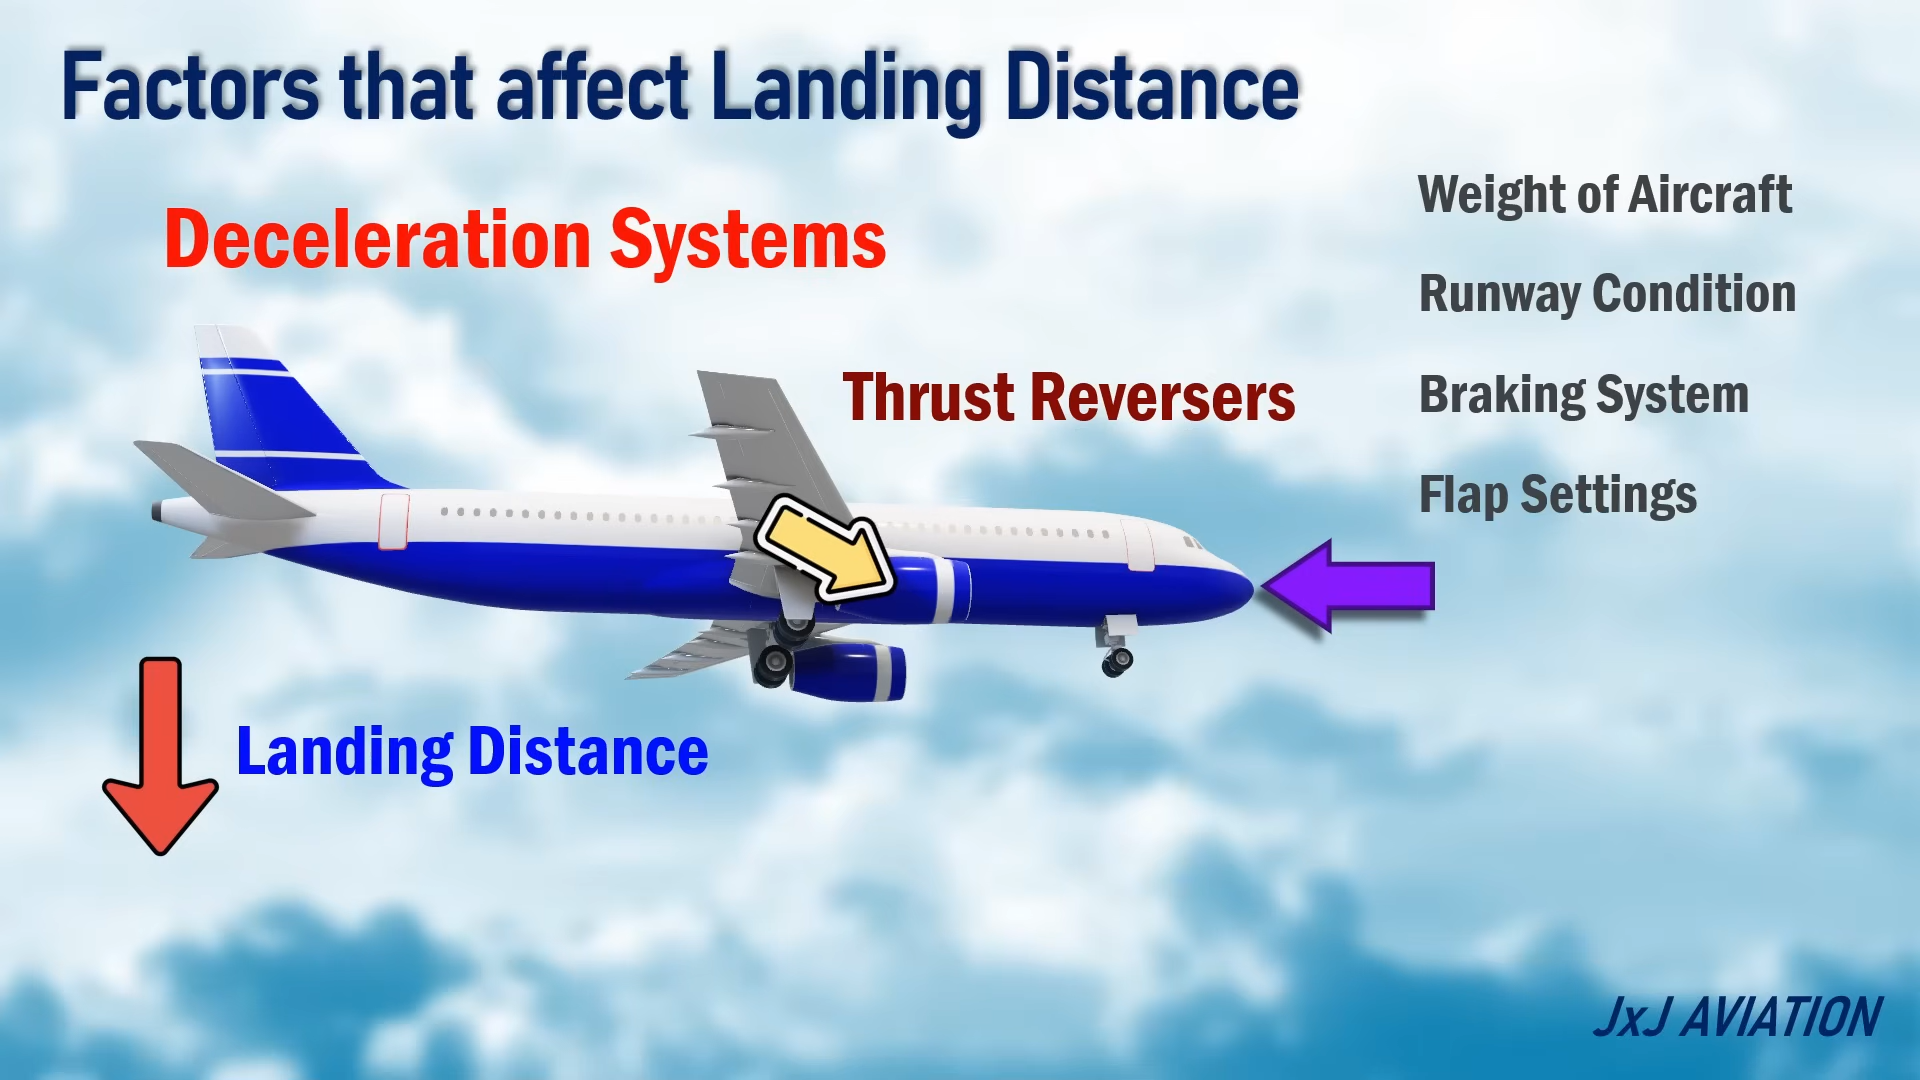 Factors that affect Landing Distance
Deceleration Systems
Thrust Reversers
Landing Distance
Weight of Aircraft
Runway Condition
Braking System
Flap Settings
JxJ AVIATION